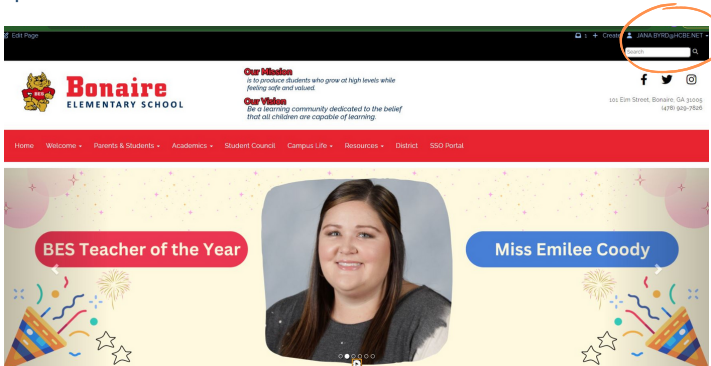 Edit Page
1 + Create JANA.BYRD@HCBE.NET
Search
BES
Bonaire
ELEMENTARY SCHOOL
Our Mission
is to produce students who grow at high levels while
feeling safe and valued.
Our Vision
Be a learning community dedicated to the belief
that all children are capable of learning.
101 Elm Street, Bonaire, GA 31005
(478) 929-7826
Home Welcome Parents & Students Academics Student Council Campus Life Resources District SSO Portal
BES Teacher of the Year
Miss Emilee Coody